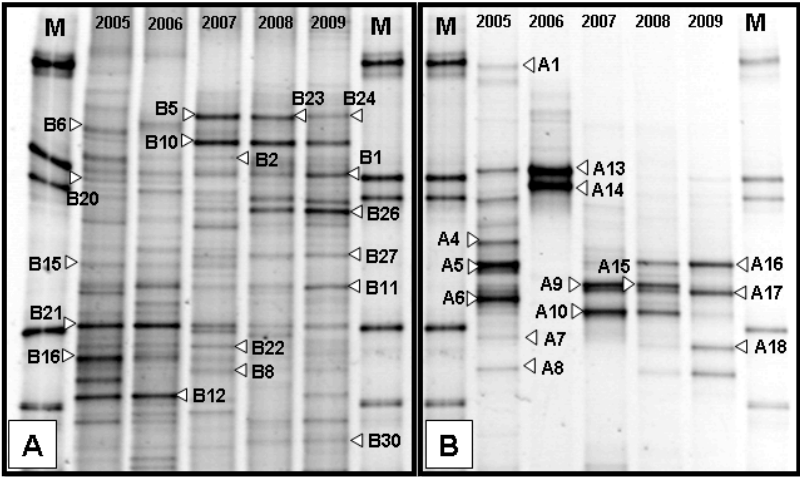 M 2005 2006 2007 2008 2009 M
B5 B23 B24
B6
B10
B2 B1
B20
B26
B15 B27
B11
B21
B16 B22
B8
B12
B30
A
M 2005 2006 2007 2008 2009 M
A1
A13
A14
A4
A5 A15 A16
A9
A6 A17
A10
A7 A18
A8
B